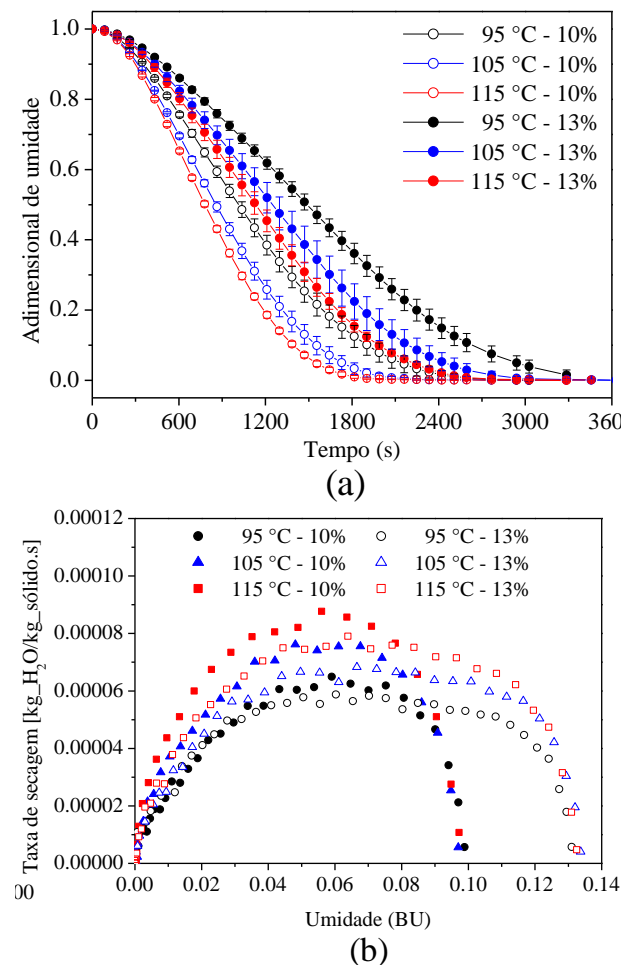 1.0
0.8
0.6
0.4
0.2
0.0
Adimensional de umidade
95 °C - 10%
105 °C - 10%
115 °C - 10%
95 °C - 13%
105 °C - 13%
115 °C - 13%
0 600 1200 1800 2400 3000 360
Tempo (s)
(a)
0.00012
0.00010
0.00008
0.00006
0.00004
0.00002
0.00000
Taxa de secagem [kg_H2O/kg_sólido.s]
95 °C - 10% 95 °C - 13%
105 °C - 10% 105 °C - 13%
115 °C - 10% 115 °C - 13%
0.00 0.02 0.04 0.06 0.08 0.10 0.12 0.14
Umidade (BU)
(b)